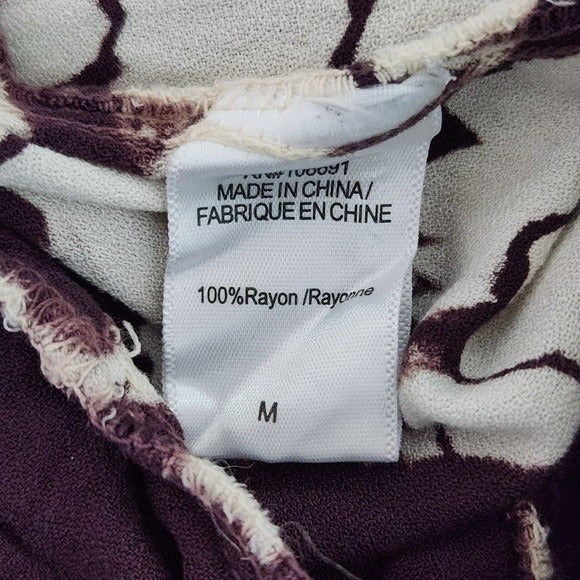 MADE IN CHINA/
FABRIQUE EN CHINE
100%Rayon /Rayonne
M